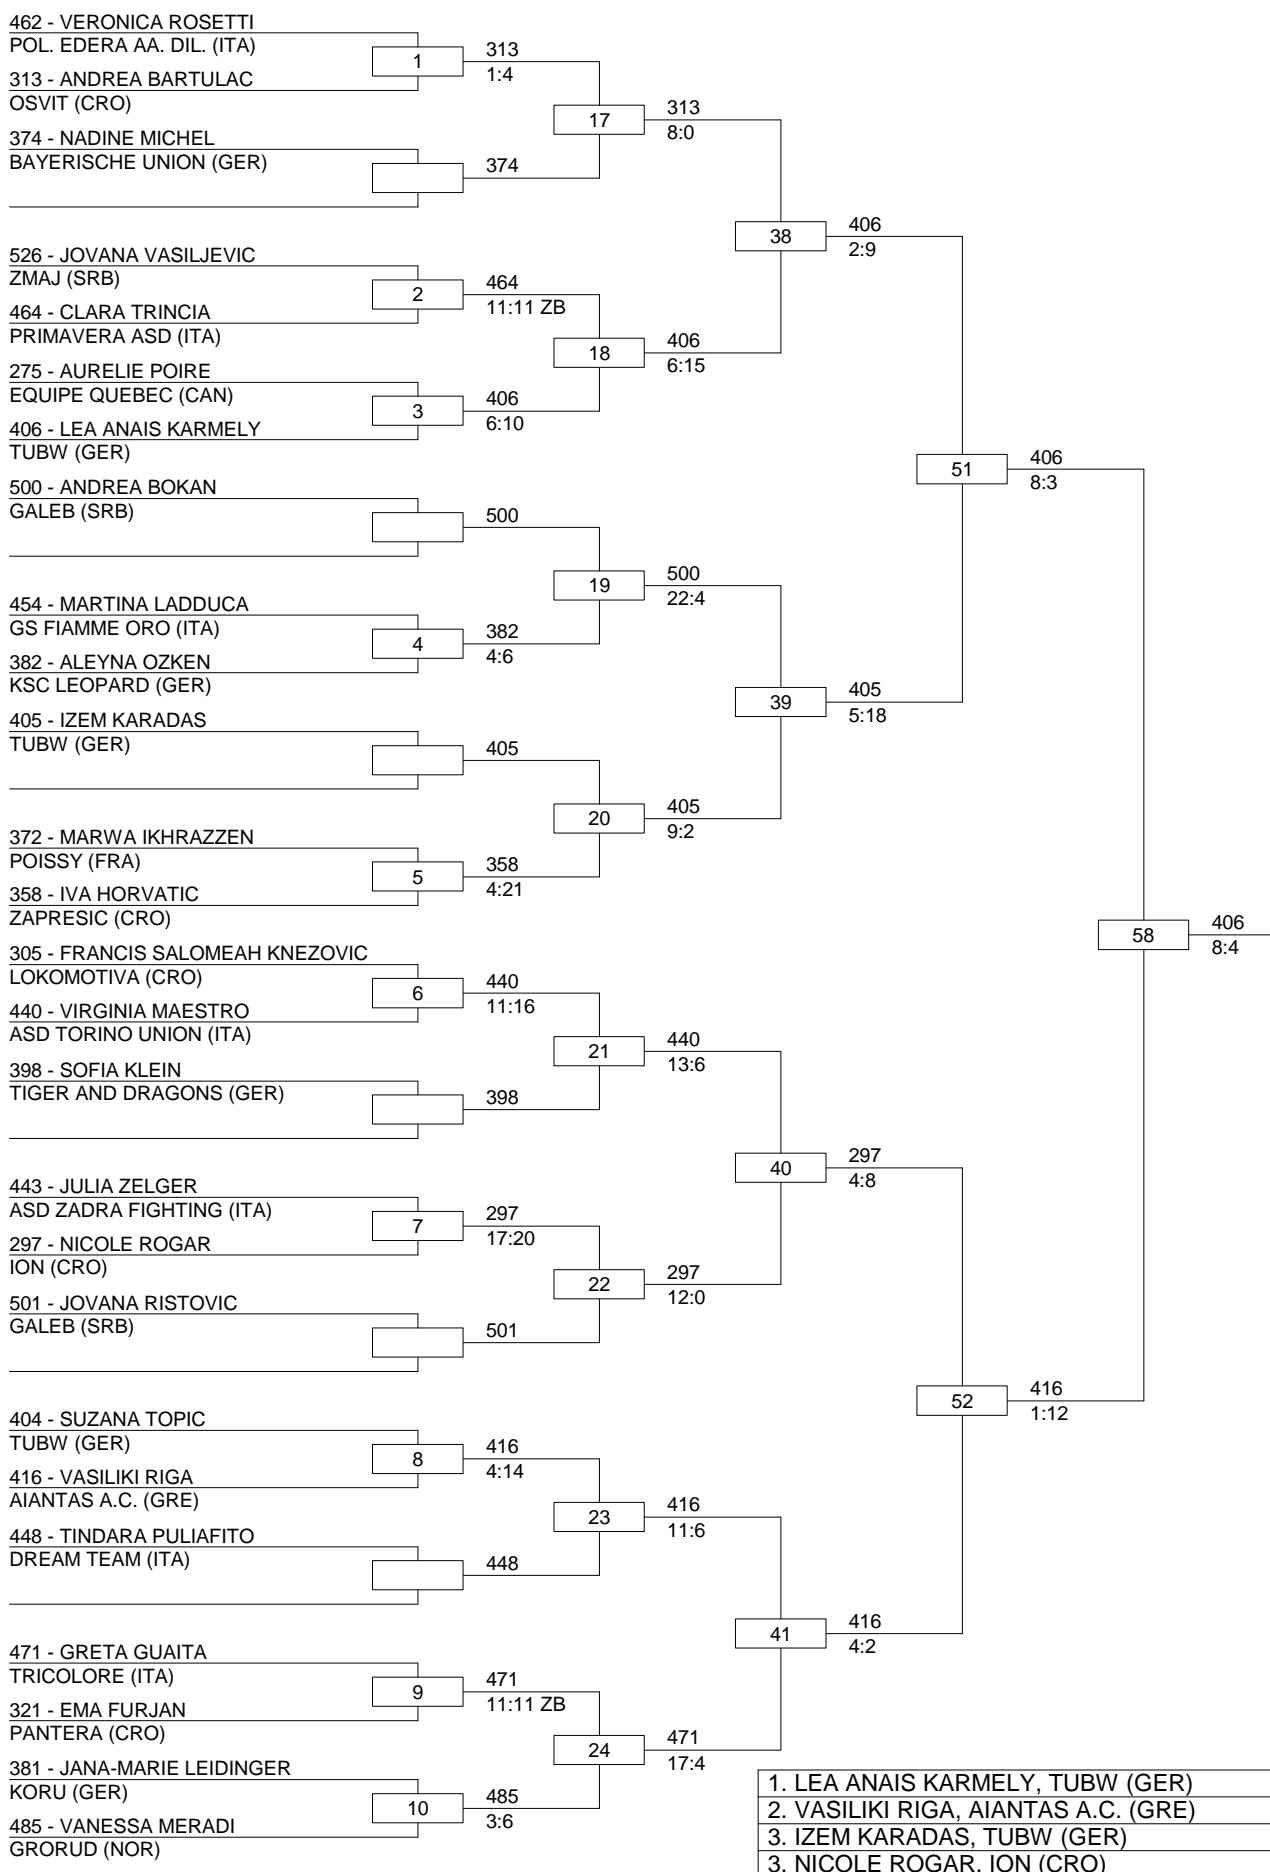 462 - VERONICA ROSETTI
POL. EDERA AA. DIL. (ITA)
1
313
1:4
313 - ANDREA BARTULAC
OSVIT (CRO)
17
313
8:0
374 - NADINE MICHEL
BAYERISCHE UNION (GER)
374
38
406
2:9
526 - JOVANA VASILJEVIC
ZMAJ (SRB)
2
464
11:11 ZB
464 - CLARA TRINCIA
PRIMAVERA ASD (ITA)
18
406
6:15
275 - AURELIE POIRE
EQUIPE QUEBEC (CAN)
3
406
6:10
406 - LEA ANAIS KARMELY
TUBW (GER)
51
406
8:3
500 - ANDREA BOKAN
GALEB (SRB)
500
19
500
22:4
454 - MARTINA LADDUCA
GS FIAMME ORO (ITA)
4
382
4:6
382 - ALEYNA OZKEN
KSC LEOPARD (GER)
39
405
5:18
405 - IZEM KARADAS
TUBW (GER)
405
20
405
9:2
372 - MARWA IKHRAZZEN
POISSY (FRA)
5
358
4:21
358 - IVA HORVATIC
ZAPRESIC (CRO)
58
406
8:4
305 - FRANCIS SALOMEAH KNEZOVIC
LOKOMOTIVA (CRO)
6
440
11:16
440 - VIRGINIA MAESTRO
ASD TORINO UNION (ITA)
21
440
13:6
398 - SOFIA KLEIN
TIGER AND DRAGONS (GER)
398
40
297
4:8
443 - JULIA ZELGER
ASD ZADRA FIGHTING (ITA)
7
297
17:20
297 - NICOLE ROGAR
ION (CRO)
22
297
12:0
501 - JOVANA RISTOVIC
GALEB (SRB)
501
52
416
1:12
404 - SUZANA TOPIC
TUBW (GER)
8
416
4:14
416 - VASILIKI RIGA
AIANTAS A.C. (GRE)
23
416
11:6
448 - TINDARA PULIAFITO
DREAM TEAM (ITA)
448
41
416
4:2
471 - GRETA GUAITA
TRICOLORE (ITA)
9
471
11:11 ZB
321 - EMA FURJAN
PANTERA (CRO)
24
471
17:4
381 - JANA-MARIE LEIDINGER
KORU (GER)
10
485
3:6
485 - VANESSA MERADI
GRORUD (NOR)
1. LEA ANAIS KARMELY, TUBW (GER)
2. VASILIKI RIGA, AIANTAS A.C. (GRE)
3. IZEM KARADAS, TUBW (GER)
3. NICOLE ROGAR, ION (CRO)